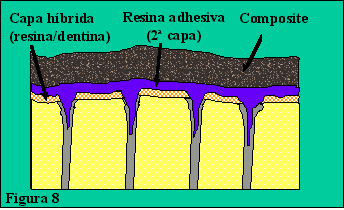 Capa híbrida
(resina/dentina)
Resina adhesiva
(2ª capa)
Composite
Figura 8